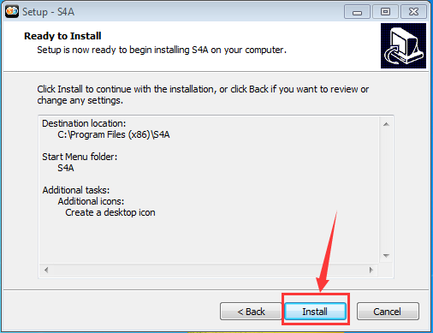 Setup - S4A
Ready to Install
Setup is now ready to begin installing S4A on your computer.
Click Install to continue with the installation, or click Back if you want to review or
change any settings.
Destination location:
C:\Program Files (x86)\S4A
Start Menu folder:
S4A
Additional tasks:
Additional icons:
Create a desktop icon
< Back
Install
Cancel